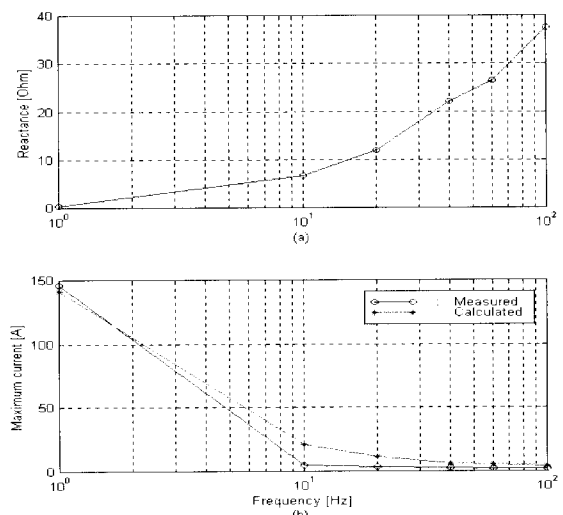 40
30
20
10
0
Reactance [Ohm]
10^0
10^1
10^2
(a)
150
100
50
0
Maximum current [A]
Measured
Calculated
10^0
10^1
10^2
Frequency [Hz]
(b)